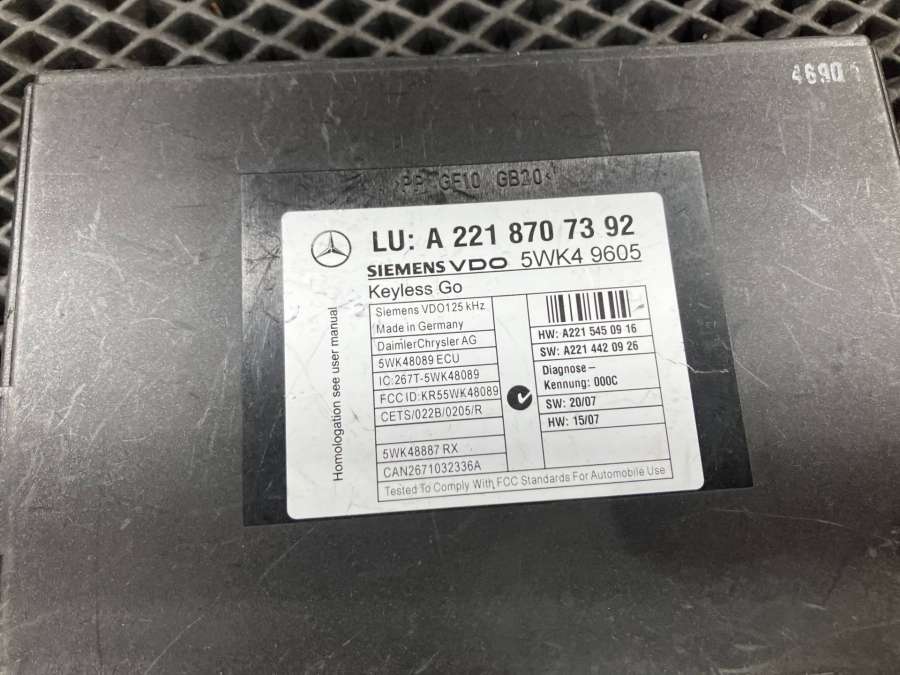 4690
>PP GF10 GB20<
LU: A 221 870 73 92
SIEMENS VDO 5WK4 9605
Keyless Go
Homologation see user manual
Siemens VDO125 kHz
Made in Germany
DaimlerChrysler AG
5WK48089 ECU
IC:267T-5WK48089
FCC ID:KR55WK48089
CETS/022B/0205/R
5WK48887 RX
CAN2671032336A
HW: A221 545 09 16
SW: A221 442 09 26
Diagnose-
Kennung: 000C
SW: 20/07
HW: 15/07
Tested To Comply With FCC Standards For Automobile Use